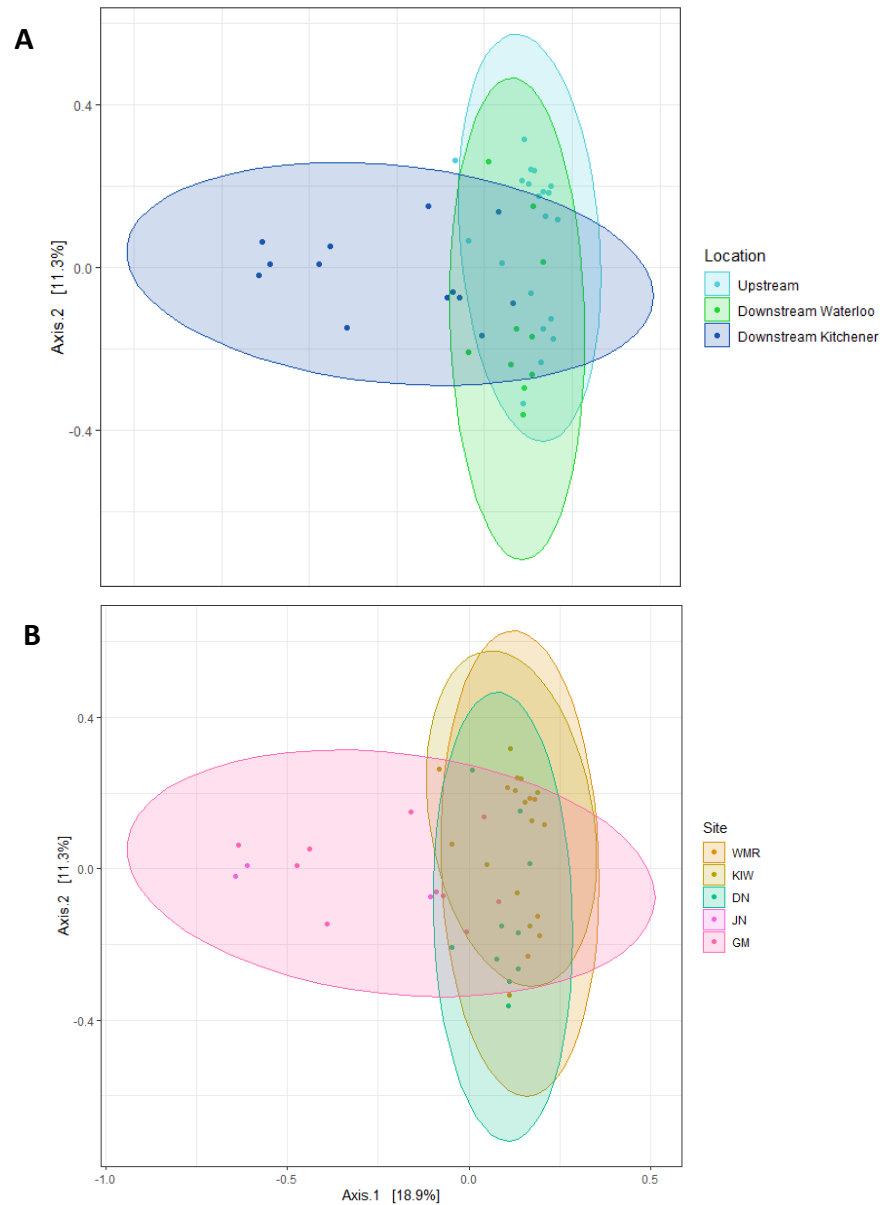 A
0.4
0.0
-0.4
Axis.2 [11.3%]
Location
Upstream
Downstream Waterloo
Downstream Kitchener
B
0.4
0.0
-0.4
Axis.2 [11.3%]
-1.0
-0.5
0.0
0.5
Axis.1 [18.9%]
Site
WMR
KIW
DN
JN
GM